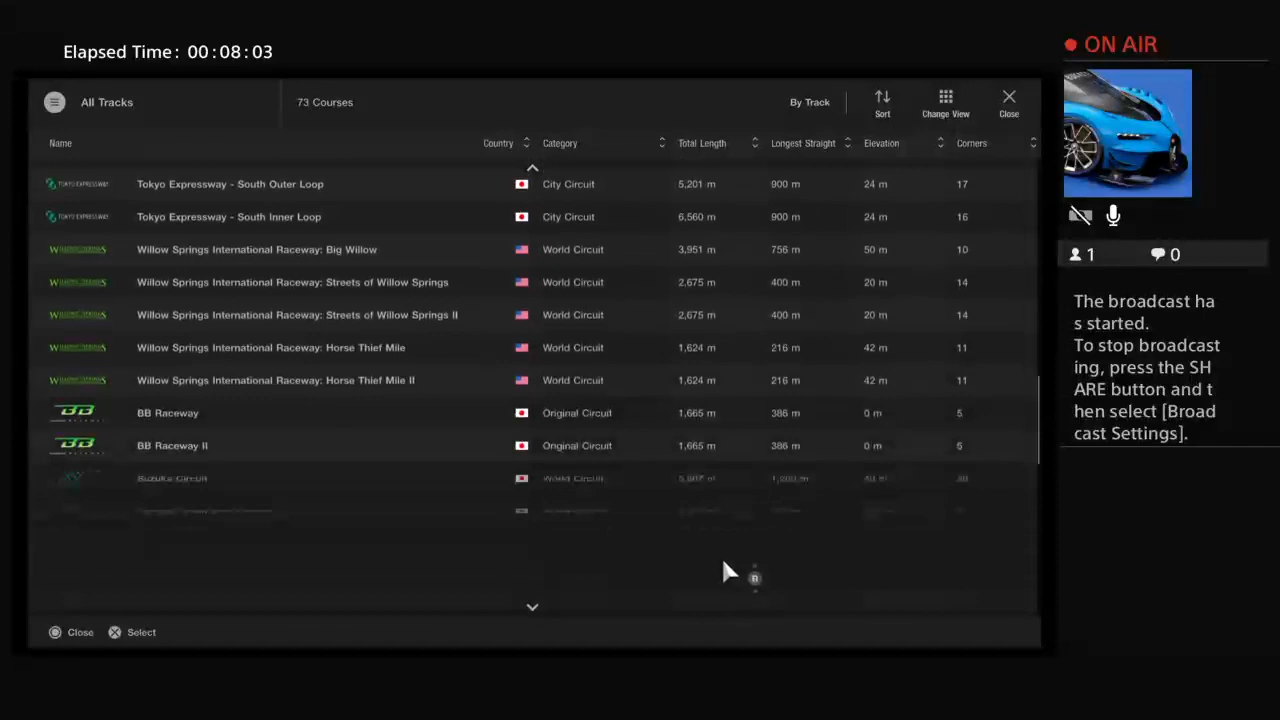 Elapsed Time: 00:08:03
ON AIR
All Tracks
73 Courses
By Track
Sort
Change View
Close
Name Country Category Total Length Longest Straight Elevation Corners
TOKYO EXPRESSWAY Tokyo Expressway - South Outer Loop City Circuit 5,201 m 900 m 24 m 17
TOKYO EXPRESSWAY Tokyo Expressway - South Inner Loop City Circuit 6,560 m 900 m 24 m 16
Willow Springs International Raceway: Big Willow World Circuit 3,951 m 756 m 50 m 10
Willow Springs International Raceway: Streets of Willow Springs World Circuit 2,675 m 400 m 20 m 14
Willow Springs International Raceway: Streets of Willow Springs II World Circuit 2,675 m 400 m 20 m 14
Willow Springs International Raceway: Horse Thief Mile World Circuit 1,624 m 216 m 42 m 11
Willow Springs International Raceway: Horse Thief Mile II World Circuit 1,624 m 216 m 42 m 11
BB BB Raceway Original Circuit 1,665 m 386 m 0 m 5
BB BB Raceway II Original Circuit 1,665 m 386 m 0 m 5
Suzuka Circuit World Circuit
R
Close Select
1 0
The broadcast ha
s started.
To stop broadcast
ing, press the SH
ARE button and t
hen select [Broad
cast Settings].